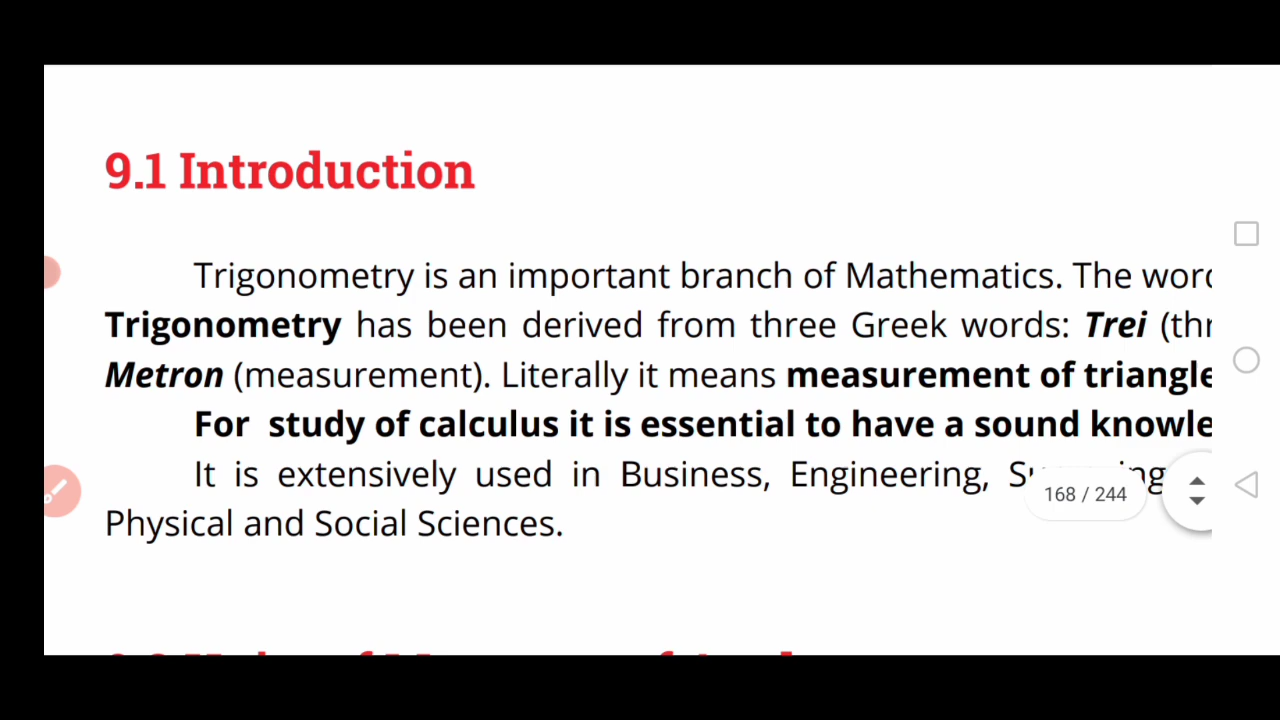 9.1 Introduction
Trigonometry is an important branch of Mathematics. The
Trigonometry has been derived from three Greek words: Trei
Metron (measurement). Literally it means measurement of
For study of calculus it is essential to have a sound
It is extensively used in Business, Engineering,
168 / 244
Physical and Social Sciences.